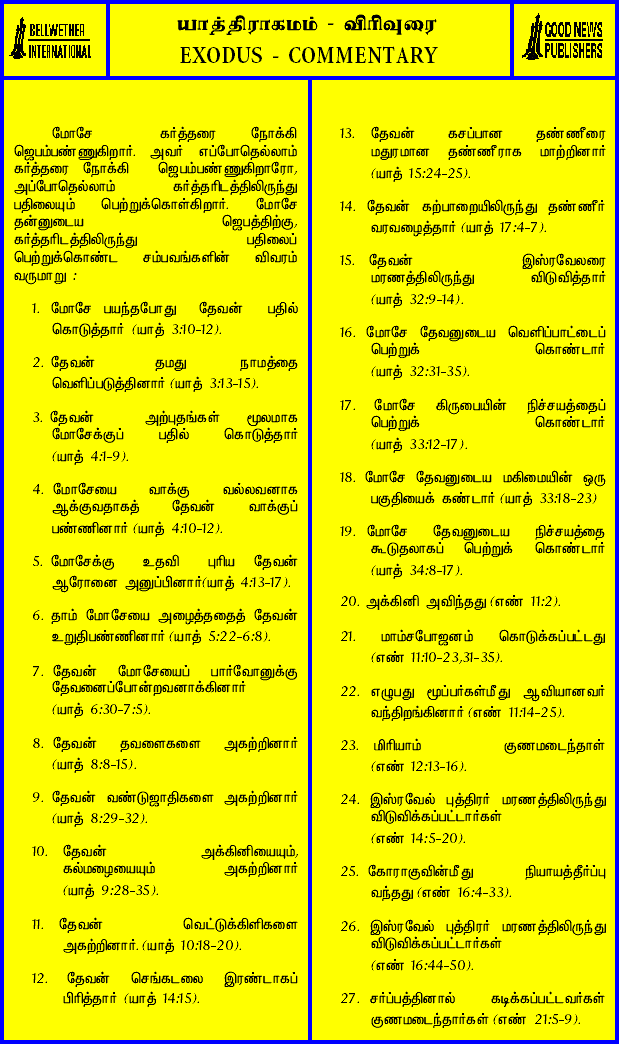 BELLWETHER
INTERNATIONAL
யாத்திராகமம் - விரிவுரை
EXODUS - COMMENTARY
GOOD NEWS
PUBLISHERS
மோசே கர்த்தரை நோக்கி
ஜெபம்பண்ணுகிறார். அவர் எப்போதெல்லாம்
கர்த்தரை நோக்கி ஜெபம்பண்ணுகிறாரோ,
அப்போதெல்லாம் கர்த்தரிடத்திலிருந்து
பதிலையும் பெற்றுக்கொள்கிறார். மோசே
தன்னுடைய ஜெபத்திற்கு,
கர்த்தரிடத்திலிருந்து பதிலைப்
பெற்றுக்கொண்ட சம்பவங்களின் விவரம்
வருமாறு :
1. மோசே பயந்தபோது தேவன் பதில்
கொடுத்தார் (யாத் 3:10-12).
2. தேவன் தமது நாமத்தை
வெளிப்படுத்தினார் (யாத் 3:13-15).
3. தேவன் அற்புதங்கள் மூலமாக
மோசேக்குப் பதில் கொடுத்தார்
(யாத் 4:1-9).
4. மோசேயை வாக்கு வல்லவனாக
ஆக்குவதாகத் தேவன் வாக்குப்
பண்ணினார் (யாத் 4:10-12).
5. மோசேக்கு உதவி புரிய தேவன்
ஆரோனை அனுப்பினார்(யாத் 4:13-17).
6. தாம் மோசேயை அழைத்ததைத் தேவன்
உறுதிபண்ணினார் (யாத் 5:22-6:8).
7. தேவன் மோசேயைப் பார்வோனுக்கு
தேவனைப்போன்றவனாக்கினார்
(யாத் 6:30-7:5).
8. தேவன் தவளைகளை அகற்றினார்
(யாத் 8:8-15).
9. தேவன் வண்டுஜாதிகளை அகற்றினார்
(யாத் 8:29-32).
10. தேவன் அக்கினியையும்,
கல்மழையையும் அகற்றினார்
(யாத் 9:28-35).
11. தேவன் வெட்டுக்கிளிகளை
அகற்றினார். (யாத் 10:18-20).
12. தேவன் செங்கடலை இரண்டாகப்
பிரித்தார் (யாத் 14:15).
13. தேவன் கசப்பான தண்ணீரை
மதுரமான தண்ணீராக மாற்றினார்
(யாத் 15:24-25).
14. தேவன் கற்பாறையிலிருந்து தண்ணீர்
வரவழைத்தார் (யாத் 17:4-7).
15. தேவன் இஸ்ரவேலரை
மரணத்திலிருந்து விடுவித்தார்
(யாத் 32:9-14).
16. மோசே தேவனுடைய வெளிப்பாட்டைப்
பெற்றுக் கொண்டார்
(யாத் 32:31-35).
17. மோசே கிருபையின் நிச்சயத்தைப்
பெற்றுக் கொண்டார்
(யாத் 33:12-17).
18. மோசே தேவனுடைய மகிமையின் ஒரு
பகுதியைக் கண்டார் (யாத் 33:18-23)
19. மோசே தேவனுடைய நிச்சயத்தை
கூடுதலாகப் பெற்றுக் கொண்டார்
(யாத் 34:8-17).
20. அக்கினி அவிந்தது (எண் 11:2).
21. மாம்சபோஜனம் கொடுக்கப்பட்டது
(எண் 11:10-23,31-35).
22. எழுபது மூப்பர்கள்மீது ஆவியானவர்
வந்திறங்கினார் (எண் 11:14-25).
23. மிரியாம் குணமடைந்தாள்
(எண் 12:13-16).
24. இஸ்ரவேல் புத்திரர் மரணத்திலிருந்து
விடுவிக்கப்பட்டார்கள்
(எண் 14:5-20).
25. கோராகுவின்மீது நியாயத்தீர்ப்பு
வந்தது (எண் 16:4-33).
26. இஸ்ரவேல் புத்திரர் மரணத்திலிருந்து
விடுவிக்கப்பட்டார்கள்
(எண் 16:44-50).
27. சர்ப்பத்தினால் கடிக்கப்பட்டவர்கள்
குணமடைந்தார்கள் (எண் 21:5-9).